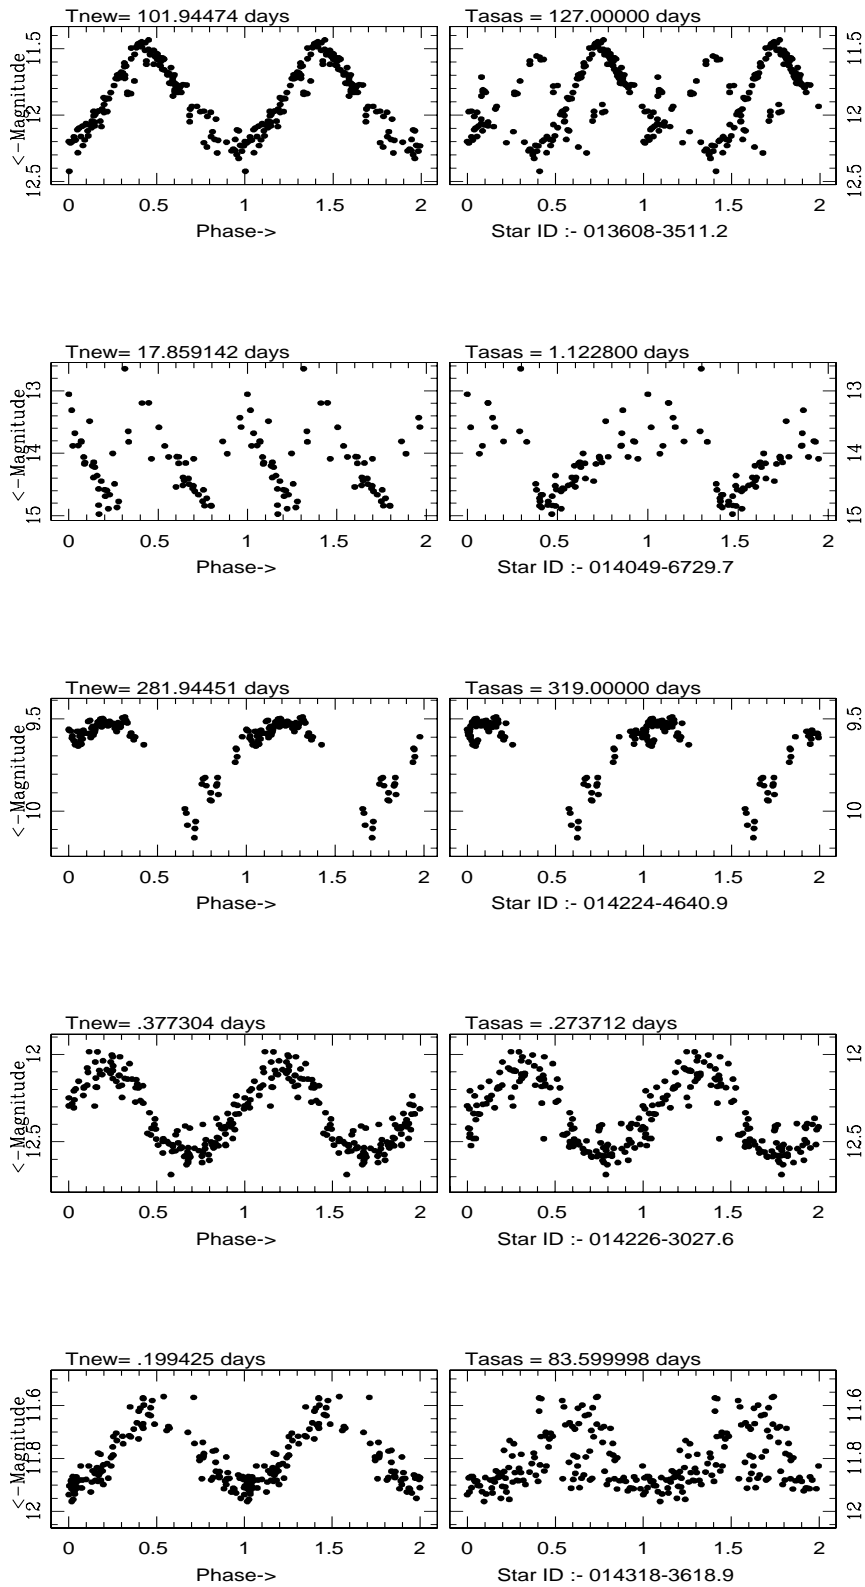 Tnew= 101.94474 days Tasas = 127.00000 days
<-Magnitude
11.5 12 12.5
11.5 12 12.5
0 0.5 1 1.5 2 0 0.5 1 1.5 2
Phase-> Star ID :- 013608-3511.2
Tnew= 17.859142 days Tasas = 1.122800 days
<-Magnitude
13 14 15
13 14 15
0 0.5 1 1.5 2 0 0.5 1 1.5 2
Phase-> Star ID :- 014049-6729.7
Tnew= 281.94451 days Tasas = 319.00000 days
<-Magnitude
9.5 10
9.5 10
0 0.5 1 1.5 2 0 0.5 1 1.5 2
Phase-> Star ID :- 014224-4640.9
Tnew= .377304 days Tasas = .273712 days
<-Magnitude
12 12.5
12 12.5
0 0.5 1 1.5 2 0 0.5 1 1.5 2
Phase-> Star ID :- 014226-3027.6
Tnew= .199425 days Tasas = 83.599998 days
<-Magnitude
11.6 11.8 12
11.6 11.8 12
0 0.5 1 1.5 2 0 0.5 1 1.5 2
Phase-> Star ID :- 014318-3618.9